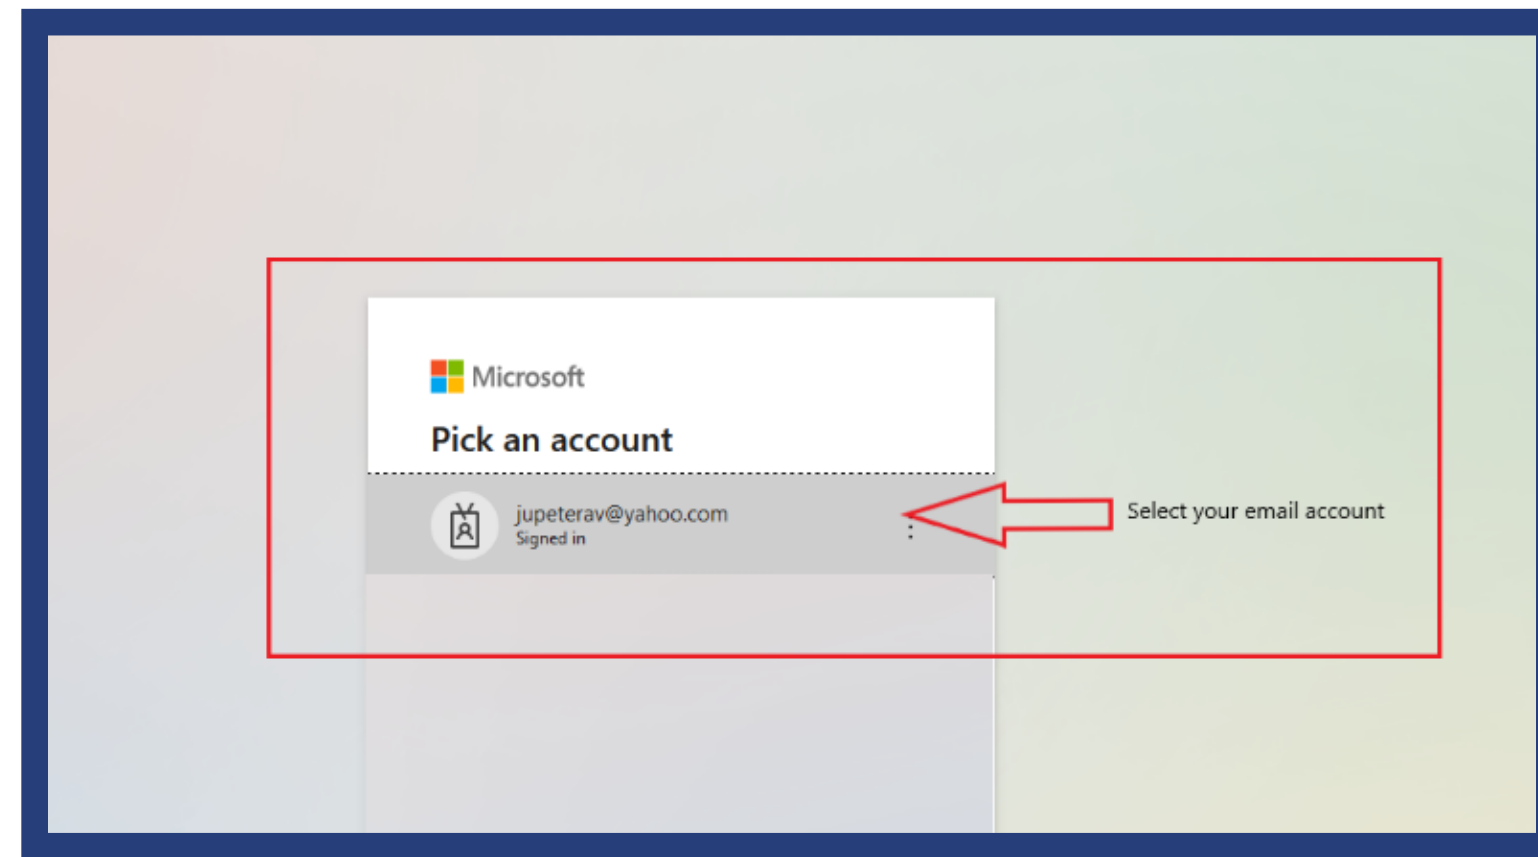 Microsoft
Pick an account
jupeterav@yahoo.com
Signed in
Select your email account